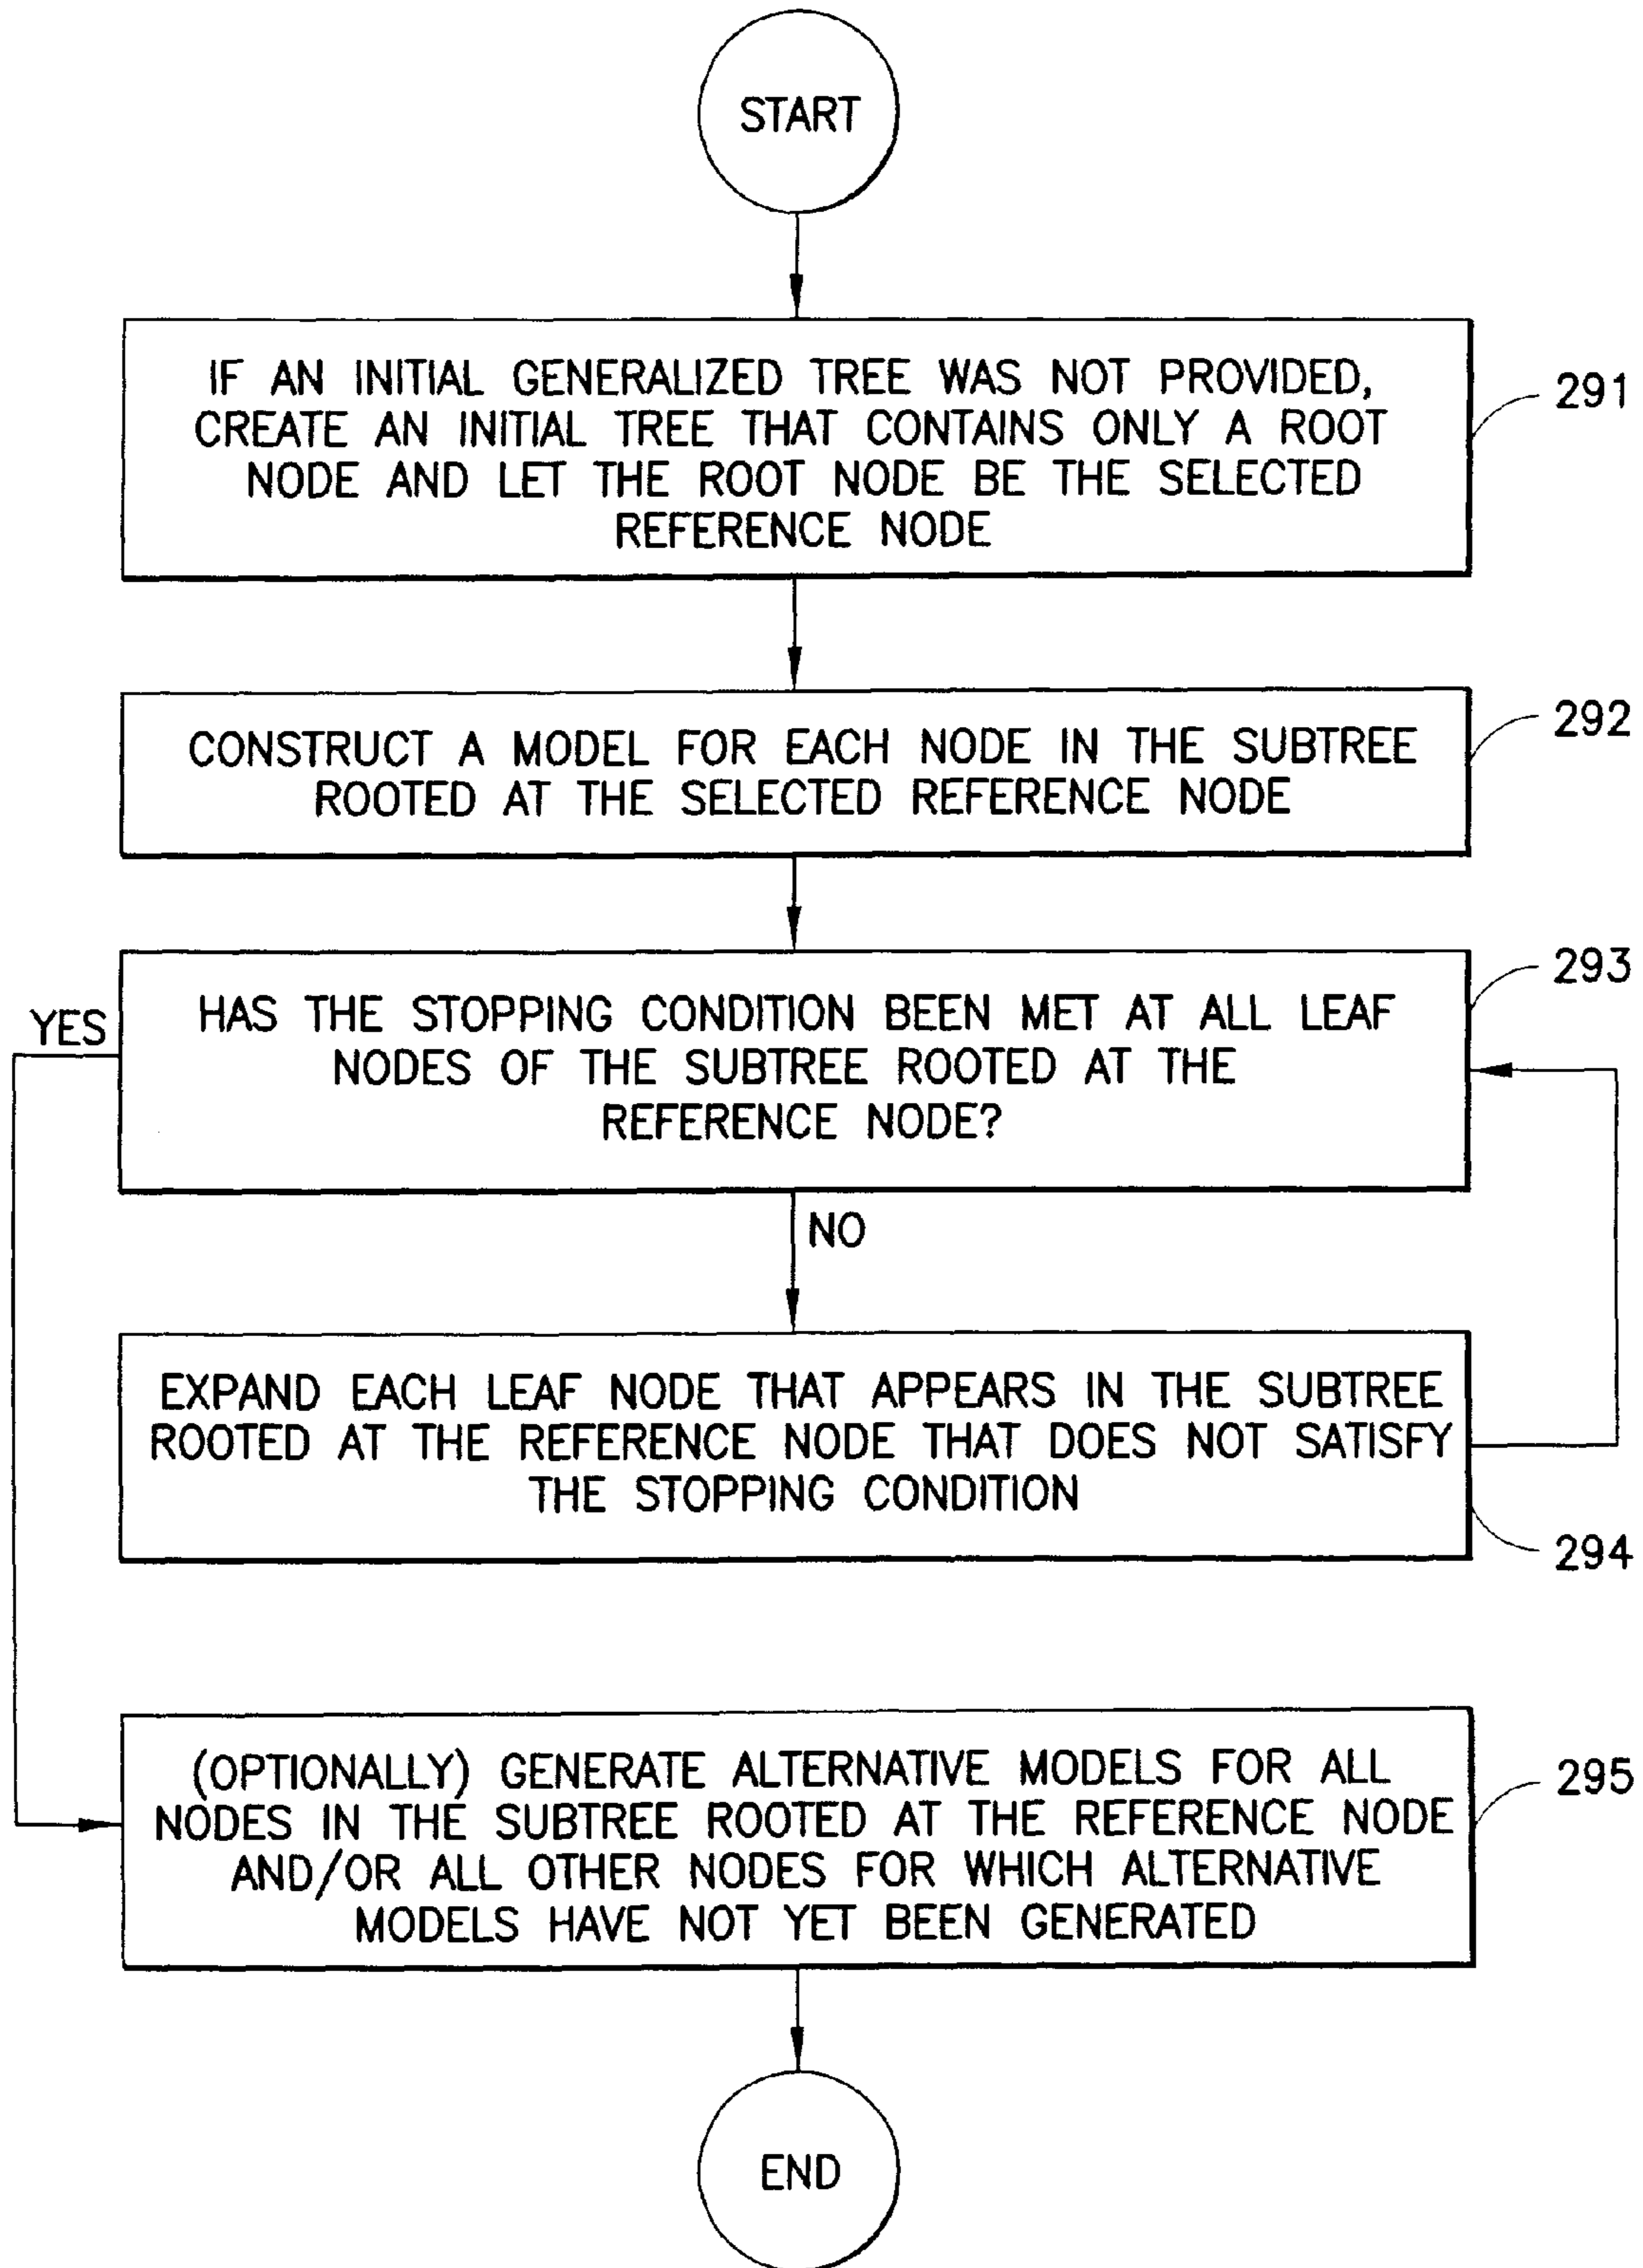 START
IF AN INITIAL GENERALIZED TREE WAS NOT PROVIDED,
CREATE AN INITIAL TREE THAT CONTAINS ONLY A ROOT
NODE AND LET THE ROOT NODE BE THE SELECTED
REFERENCE NODE
291
CONSTRUCT A MODEL FOR EACH NODE IN THE SUBTREE
ROOTED AT THE SELECTED REFERENCE NODE
292
HAS THE STOPPING CONDITION BEEN MET AT ALL LEAF
NODES OF THE SUBTREE ROOTED AT THE
REFERENCE NODE?
293
YES
NO
EXPAND EACH LEAF NODE THAT APPEARS IN THE SUBTREE
ROOTED AT THE REFERENCE NODE THAT DOES NOT SATISFY
THE STOPPING CONDITION
294
(OPTIONALLY) GENERATE ALTERNATIVE MODELS FOR ALL
NODES IN THE SUBTREE ROOTED AT THE REFERENCE NODE
AND/OR ALL OTHER NODES FOR WHICH ALTERNATIVE
MODELS HAVE NOT YET BEEN GENERATED
295
END